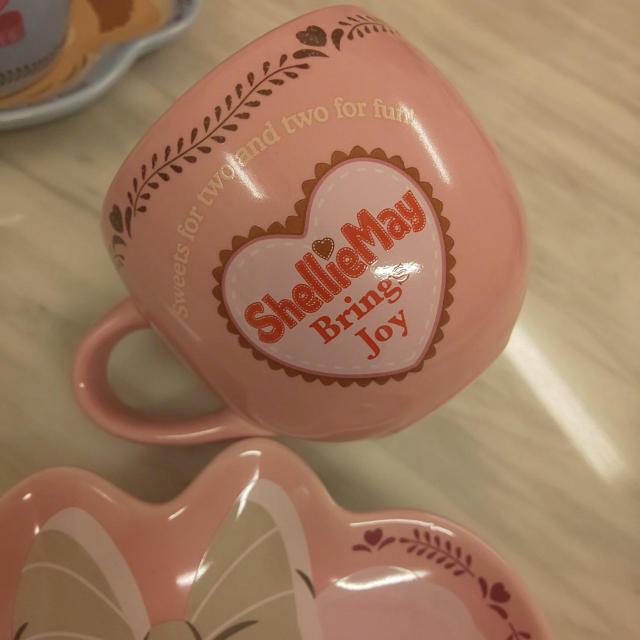 Sweets for two and two for fun!
ShellieMay
Brings
Joy